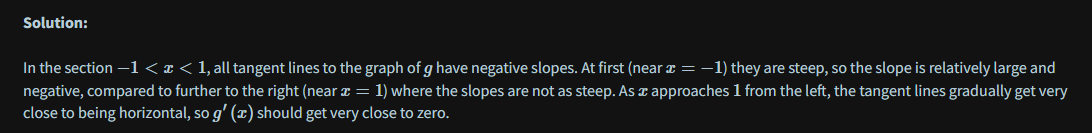 Solution:
In the section −1 < x < 1, all tangent lines to the graph of g have negative slopes. At first (near x = −1) they are steep, so the slope is relatively large and
negative, compared to further to the right (near x = 1) where the slopes are not as steep. As x approaches 1 from the left, the tangent lines gradually get very
close to being horizontal, so g′ (x) should get very close to zero.